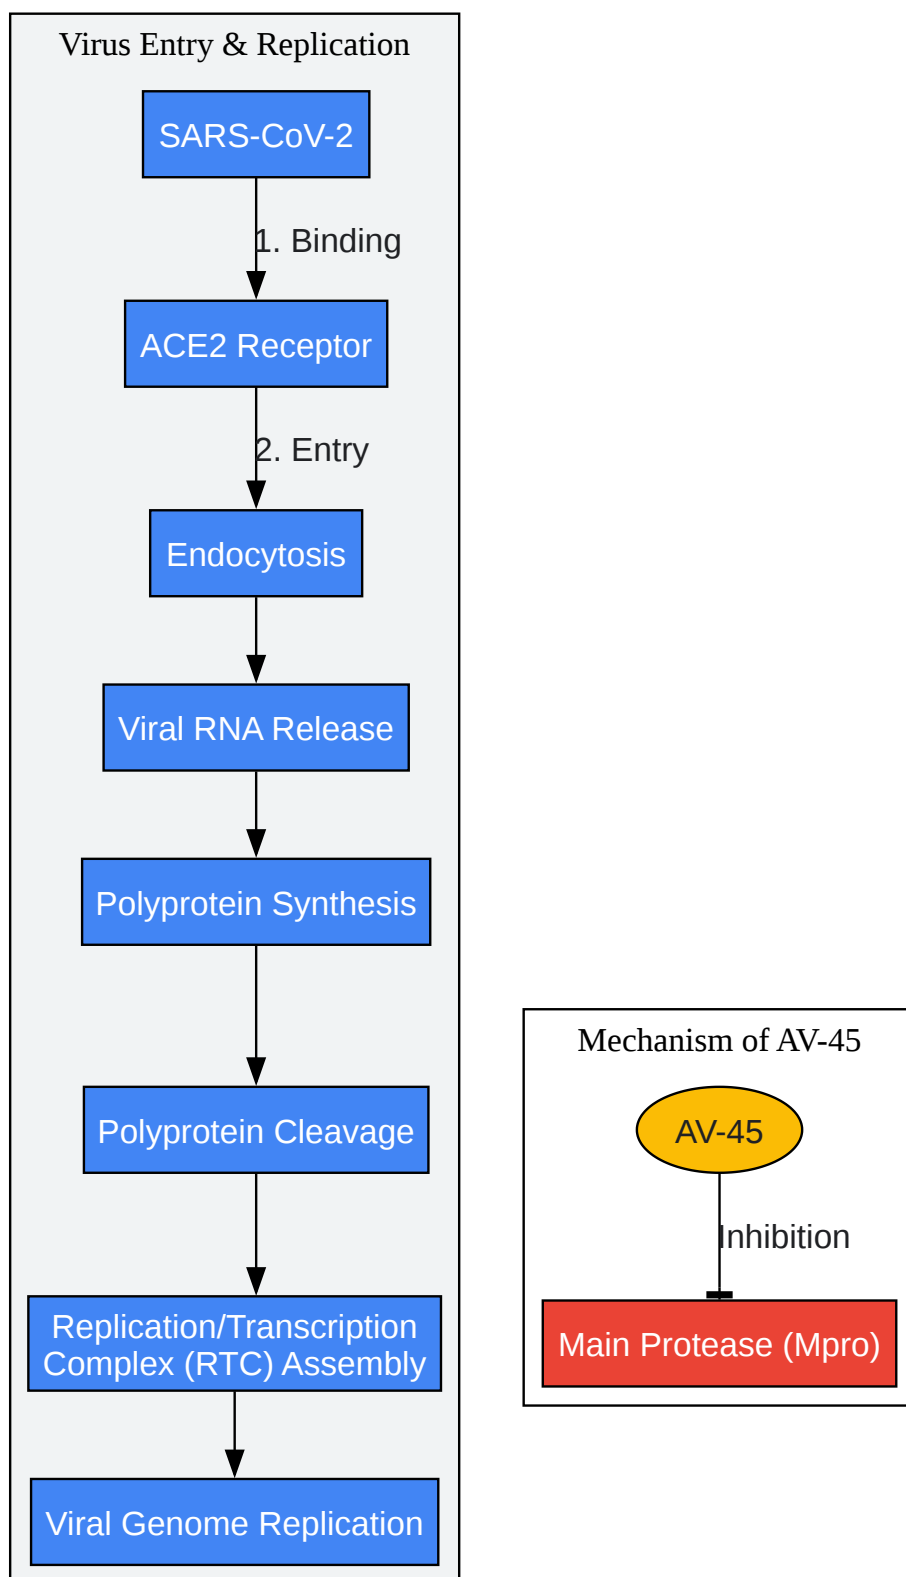 Virus Entry & Replication
SARS-CoV-2
1. Binding
ACE2 Receptor
2. Entry
Endocytosis
Viral RNA Release
Polyprotein Synthesis
Polyprotein Cleavage
Replication/Transcription
Complex (RTC) Assembly
Viral Genome Replication
Mechanism of AV-45
AV-45
Inhibition
Main Protease (Mpro)